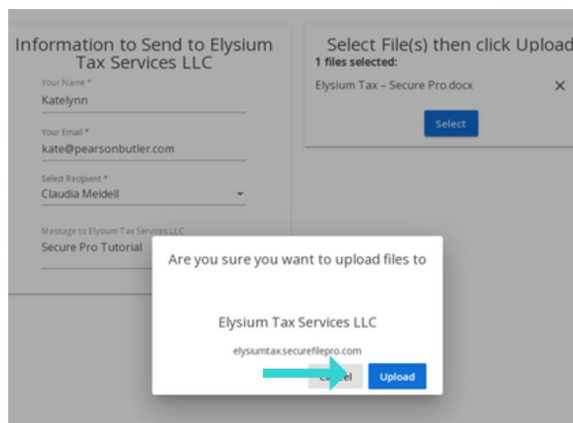 Information to Send to Elysium
Tax Services LLC
Your Name *
Katelynn
Your Email *
kate@pearsonbutler.com
Select Recipient *
Claudia Meidell
Message to Elysium Tax Services LLC
Secure Pro Tutorial
Select File(s) then click Upload
1 files selected:
Elysium Tax – Secure Pro.docx
Select
Are you sure you want to upload files to
Elysium Tax Services LLC
elysiumtax.securefilepro.com
Upload